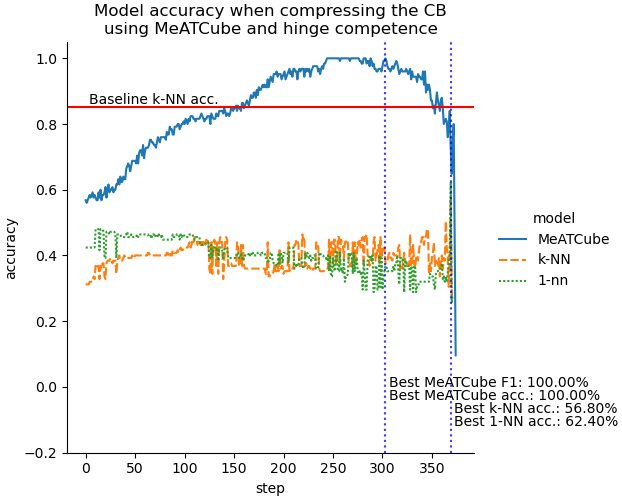 Model accuracy when compressing the CB
using MeATCube and hinge competence
1.0
0.8
0.6
0.4
0.2
0.0
−0.2
accuracy
Baseline k-NN acc.
model
MeATCube
k-NN
1-nn
Best MeATCube F1: 100.00%
Best MeATCube acc.: 100.00%
Best k-NN acc.: 56.80%
Best 1-NN acc.: 62.40%
0 50 100 150 200 250 300 350
step